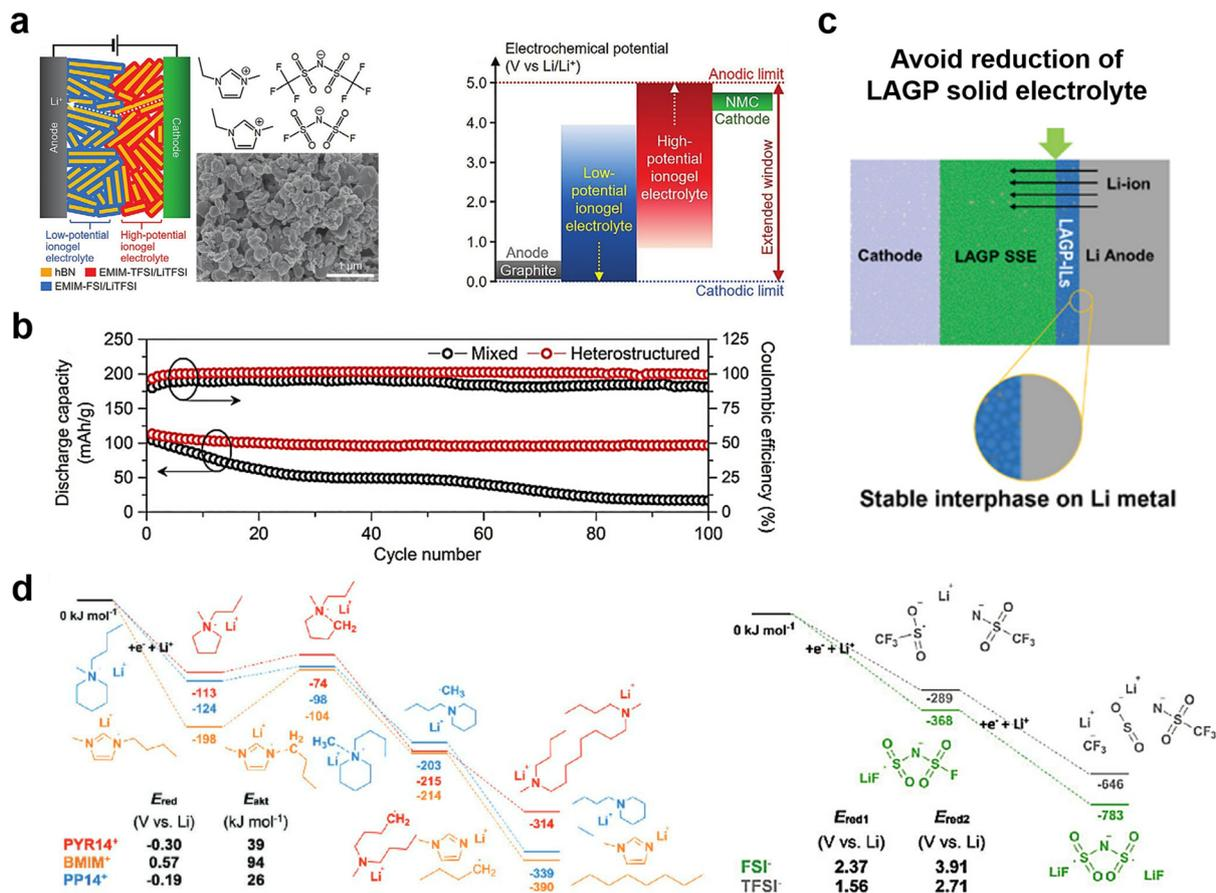 a
Li⁺
Anode
Cathode
Low-potential
ionogel
electrolyte
High-potential
ionogel
electrolyte
hBN
EMIM-TFSI/LiTFSI
EMIM-FSI/LiTFSI
1 μm
Electrochemical potential
(V vs Li/Li⁺)
5.0
4.0
3.0
2.0
1.0
0.0
Anode
Graphite
Low-
potential
ionogel
electrolyte
High-
potential
ionogel
electrolyte
Anodic limit
NMC
Cathode
Extended window
Cathodic limit
b
Discharge capacity
(mAh/g)
250
200
150
100
50
0
Mixed
Heterostructured
125
100
75
50
25
0
Coulombic efficiency (%)
0 20 40 60 80 100
Cycle number
c
Avoid reduction of
LAGP solid electrolyte
Li-ion
Cathode
LAGP SSE
LAGP-ILs
Li Anode
Stable interphase on Li metal
d
0 kJ mol⁻¹
+e⁻ + Li⁺
-113
-124
-198
-74
-98
-104
-203
-215
-214
-314
-339
-390
E_red E_akt
(V vs. Li) (kJ mol⁻¹)
PYR14⁺ -0.30 39
BMIM⁺ 0.57 94
PP14⁺ -0.19 26
0 kJ mol⁻¹
+e⁻ + Li⁺
-289
-368
+e⁻ + Li⁺
-646
-783
E_red1 E_red2
(V vs. Li) (V vs. Li)
FSI⁻ 2.37 3.91
TFSI⁻ 1.56 2.71